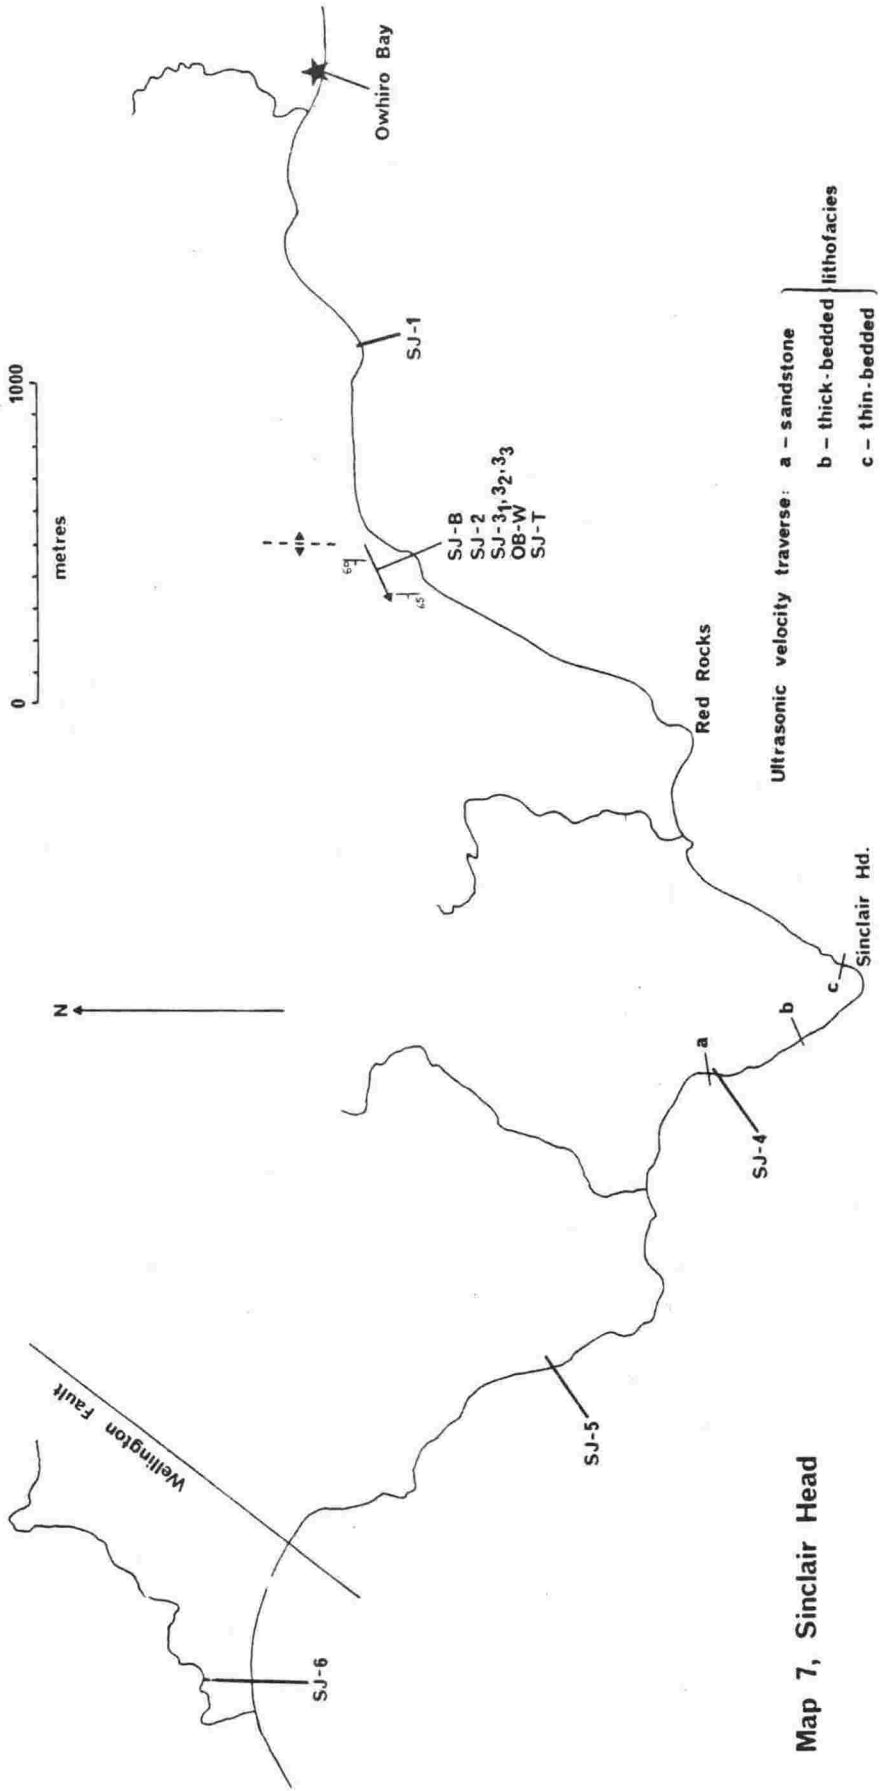 Map 7, Sinclair Head
N
0
1000
metres
Wellington Fault
SJ-6
SJ-5
SJ-4
a
b
c
Sinclair Hd.
Red Rocks
69
65
SJ-B
SJ-2
SJ-3₁, 3₂, 3₃
OB-W
SJ-T
SJ-1
Owhiro Bay
Ultrasonic velocity traverse: a – sandstone
b – thick-bedded
lithofacies
c – thin-bedded